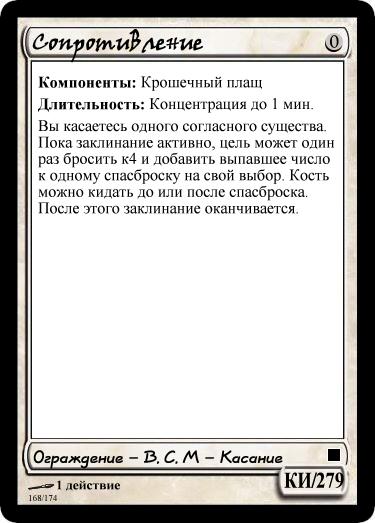 Сопротивление 0
Компоненты: Крошечный плащ
Длительность: Концентрация до 1 мин.
Вы касаетесь одного согласного существа.
Пока заклинание активно, цель может один
раз бросить к4 и добавить выпавшее число
к одному спасброску на свой выбор. Кость
можно кидать до или после спасброска.
После этого заклинание оканчивается.
Ограждение – В, С, М – Касание
1 действие
КИ/279
168/174